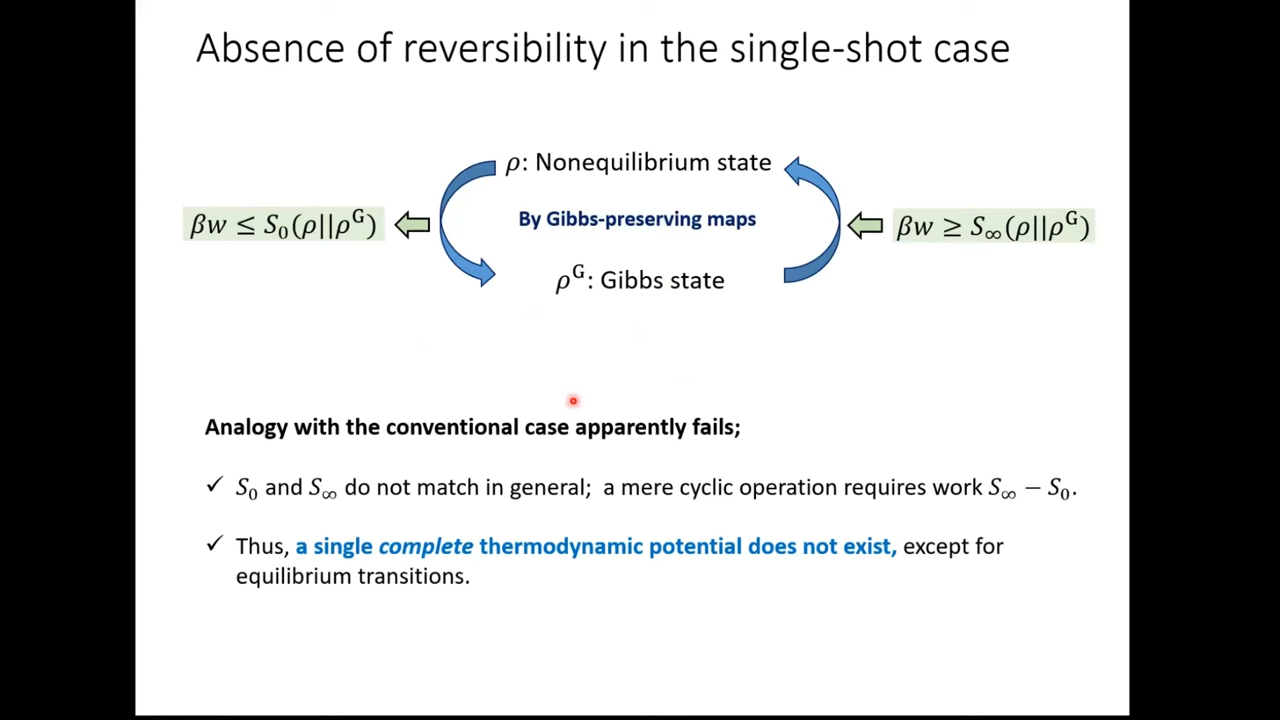 Absence of reversibility in the single-shot case
ρ: Nonequilibrium state
βw ≤ S₀(ρ||ρᴳ)
By Gibbs-preserving maps
βw ≥ S∞(ρ||ρᴳ)
ρᴳ: Gibbs state
Analogy with the conventional case apparently fails;
✓ S₀ and S∞ do not match in general; a mere cyclic operation requires work S∞ − S₀.
✓ Thus, a single complete thermodynamic potential does not exist, except for
equilibrium transitions.